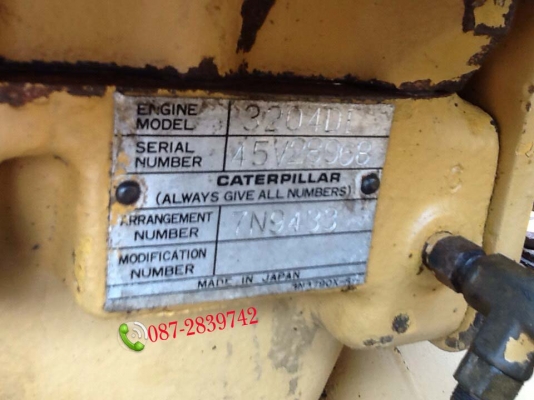 ENGINE MODEL 3204DI
SERIAL NUMBER 45V29968
CATERPILLAR
(ALWAYS GIVE ALL NUMBERS)
ARRANGEMENT NUMBER 7N9433
MODIFICATION NUMBER
MADE IN JAPAN
087-2839742